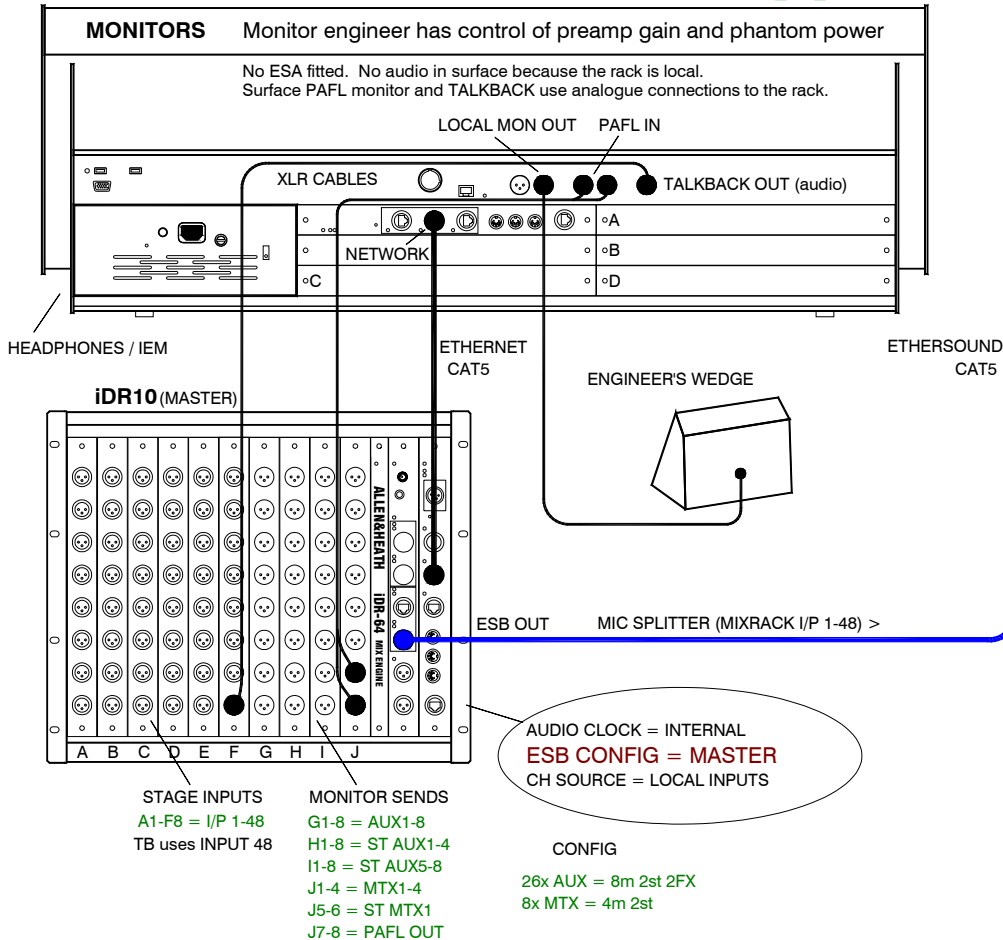 MONITORS Monitor engineer has control of preamp gain and phantom power
No ESA fitted. No audio in surface because the rack is local.
Surface PAFL monitor and TALKBACK use analogue connections to the rack.
LOCAL MON OUT PAFL IN
XLR CABLES
TALKBACK OUT (audio)
A
NETWORK
B
C
D
HEADPHONES / IEM
ETHERNET
CAT5
ETHERSOUND
CAT5
ENGINEER'S WEDGE
iDR10 (MASTER)
ALLEN&HEATH
iDR-64 MIX ENGINE
ESB OUT
MIC SPLITTER (MIXRACK I/P 1-48) >
A B C D E F G H I J
AUDIO CLOCK = INTERNAL
ESB CONFIG = MASTER
CH SOURCE = LOCAL INPUTS
STAGE INPUTS
A1-F8 = I/P 1-48
TB uses INPUT 48
MONITOR SENDS
G1-8 = AUX1-8
H1-8 = ST AUX1-4
I1-8 = ST AUX5-8
J1-4 = MTX1-4
J5-6 = ST MTX1
J7-8 = PAFL OUT
CONFIG
26x AUX = 8m 2st 2FX
8x MTX = 4m 2st